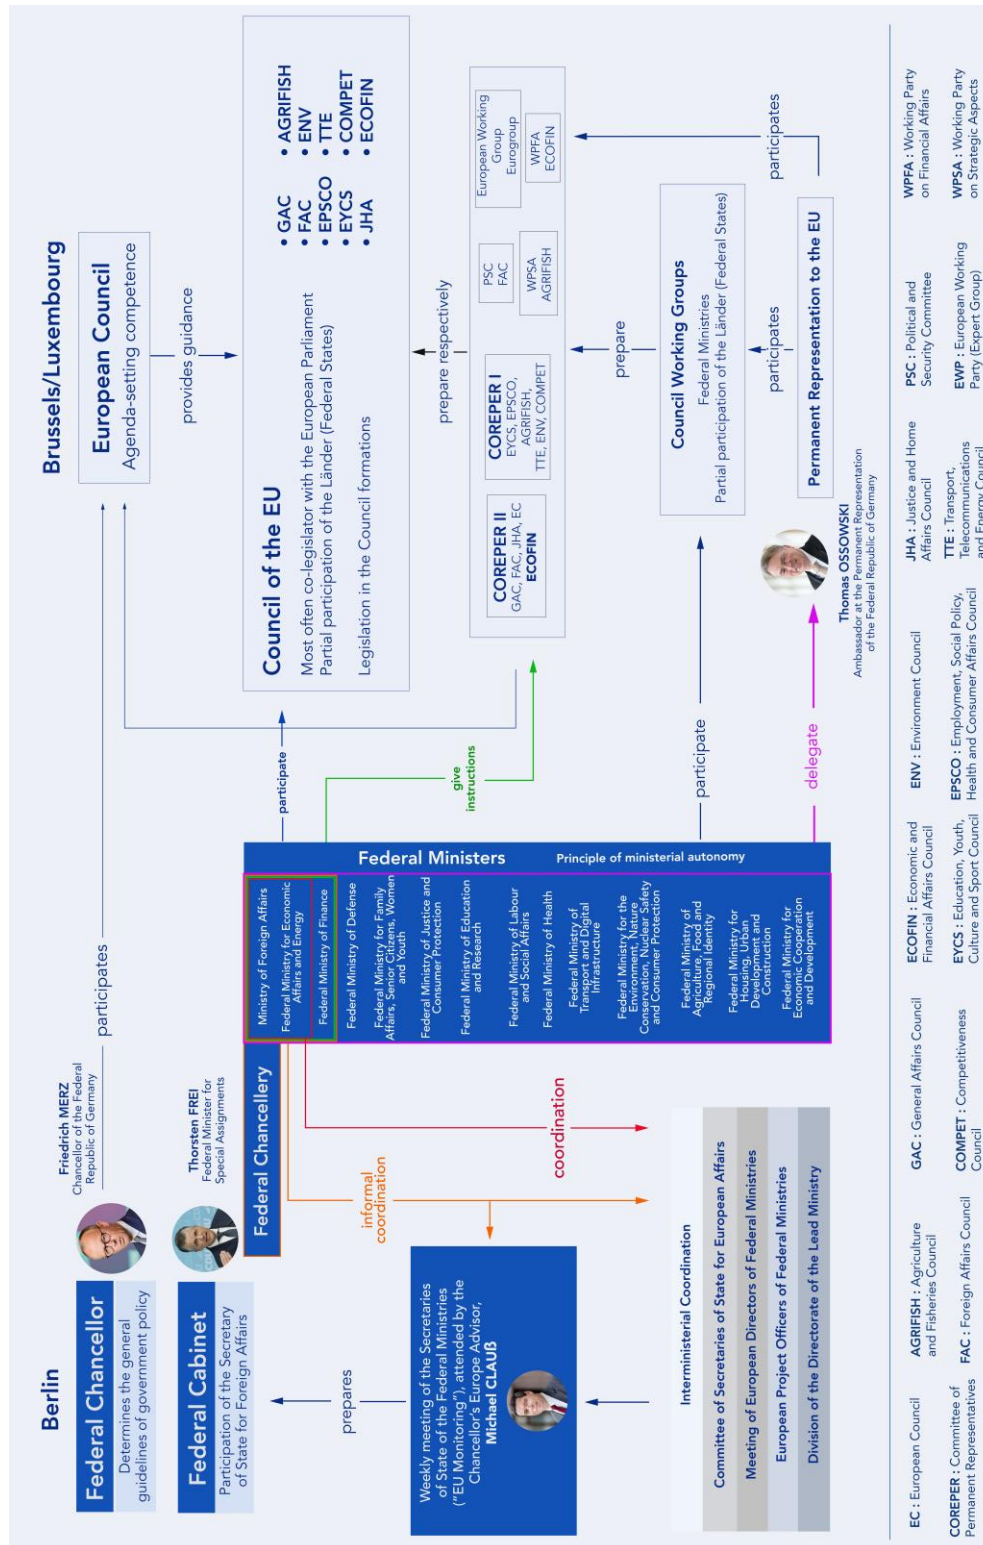 Berlin
Brussels/Luxembourg
Federal Chancellor
Determines the general
guidelines of government policy
Friedrich MERZ
Chancellor of the Federal
Republic of Germany
participates
European Council
Agenda-setting competence
provides guidance
Federal Cabinet
Participation of the Secretary
of State for Foreign Affairs
Thorsten FREI
Federal Minister for
Special Assignments
prepares
Federal Chancellery
informal
coordination
coordination
Weekly meeting of the Secretaries
of State of the Federal Ministries
("EU Monitoring"), attended by the
Chancellor's Europe Advisor,
Michael CLAUß
Interministerial Coordination
Committee of Secretaries of State for European Affairs
Meeting of European Directors of Federal Ministries
European Project Officers of Federal Ministries
Division of the Directorate of the Lead Ministry
Ministry of Foreign Affairs
Federal Ministry for Economic
Affairs and Energy
Federal Ministry of Finance
Federal Ministry of Defense
Federal Ministry for Family
Affairs, Senior Citizens, Women
and Youth
Federal Ministry of Justice and
Consumer Protection
Federal Ministry of Education
and Research
Federal Ministry of Labour
and Social Affairs
Federal Ministry of Health
Federal Ministry of
Transport and Digital
Infrastructure
Federal Ministry for the
Environment, Nature
Conservation, Nuclear Safety
and Consumer Protection
Federal Ministry of
Agriculture, Food and
Regional Identity
Federal Ministry for
Housing, Urban
Development and
Construction
Federal Ministry for
Economic Cooperation
and Development
Federal Ministers
Principle of ministerial autonomy
participate
give
instructions
participate
delegate
Council of the EU
Most often co-legislator with the European Parliament
Partial participation of the Länder (Federal States)
Legislation in the Council formations
• GAC
• FAC
• EPSCO
• EYCS
• JHA
• AGRIFISH
• ENV
• TTE
• COMPET
• ECOFIN
prepare respectively
COREPER II
GAC, FAC, JHA, EC
ECOFIN
COREPER I
EYCS, EPSCO,
AGRIFISH,
TTE, ENV, COMPET
PSC
FAC
WPSA
AGRIFISH
European Working
Group
Eurogroup
WPFA
ECOFIN
prepare
Council Working Groups
Federal Ministries
Partial participation of the Länder (Federal States)
participates
participates
Permanent Representation to the EU
Thomas OSSOWSKI
Ambassador at the Permanent Representation
of the Federal Republic of Germany
EC : European Council
COREPER : Committee of
Permanent Representatives
AGRIFISH : Agriculture
and Fisheries Council
FAC : Foreign Affairs Council
GAC : General Affairs Council
COMPET : Competitiveness
Council
ECOFIN : Economic and
Financial Affairs Council
EYCS : Education, Youth,
Culture and Sport Council
ENV : Environment Council
EPSCO : Employment, Social Policy,
Health and Consumer Affairs Council
JHA : Justice and Home
Affairs Council
TTE : Transport,
Telecommunications
and Energy Council
PSC : Political and
Security Committee
EWP : European Working
Party (Expert Group)
WPFA : Working Party
on Financial Affairs
WPSA : Working Party
on Strategic Aspects